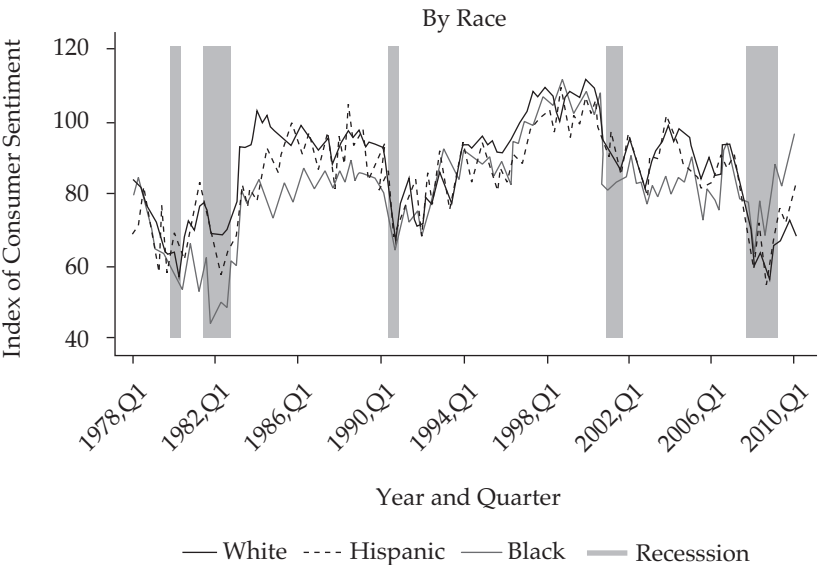 By Race
Index of Consumer Sentiment
120
100
80
60
40
1978,Q1
1982,Q1
1986,Q1
1990,Q1
1994,Q1
1998,Q1
2002,Q1
2006,Q1
2010,Q1
Year and Quarter
White Hispanic Black Recesssion